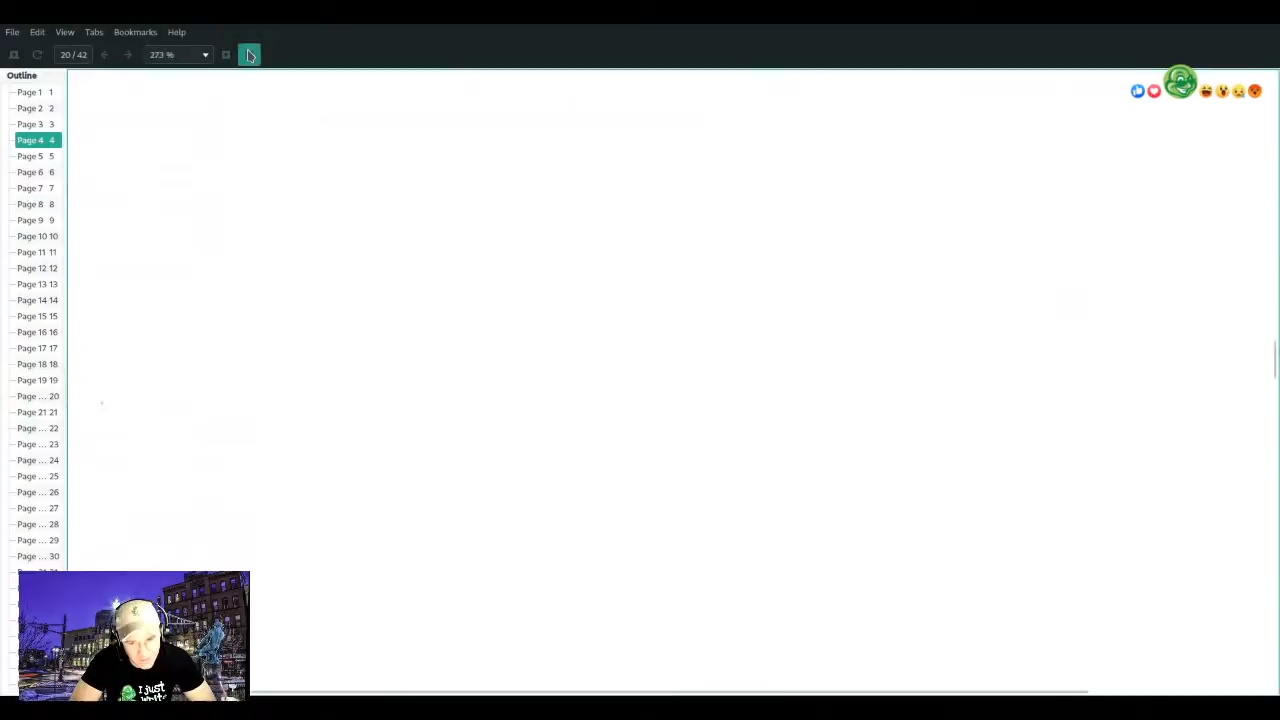 File Edit View Tabs Bookmarks Help
20 / 42 273 %
Outline
Page 1 1
Page 2 2
Page 3 3
Page 4 4
Page 5 5
Page 6 6
Page 7 7
Page 8 8
Page 9 9
Page 10 10
Page 11 11
Page 12 12
Page 13 13
Page 14 14
Page 15 15
Page 16 16
Page 17 17
Page 18 18
Page 19 19
Page ... 20
Page 21 21
Page ... 22
Page ... 23
Page ... 24
Page ... 25
Page ... 26
Page ... 27
Page ... 28
Page ... 29
Page ... 30
I just